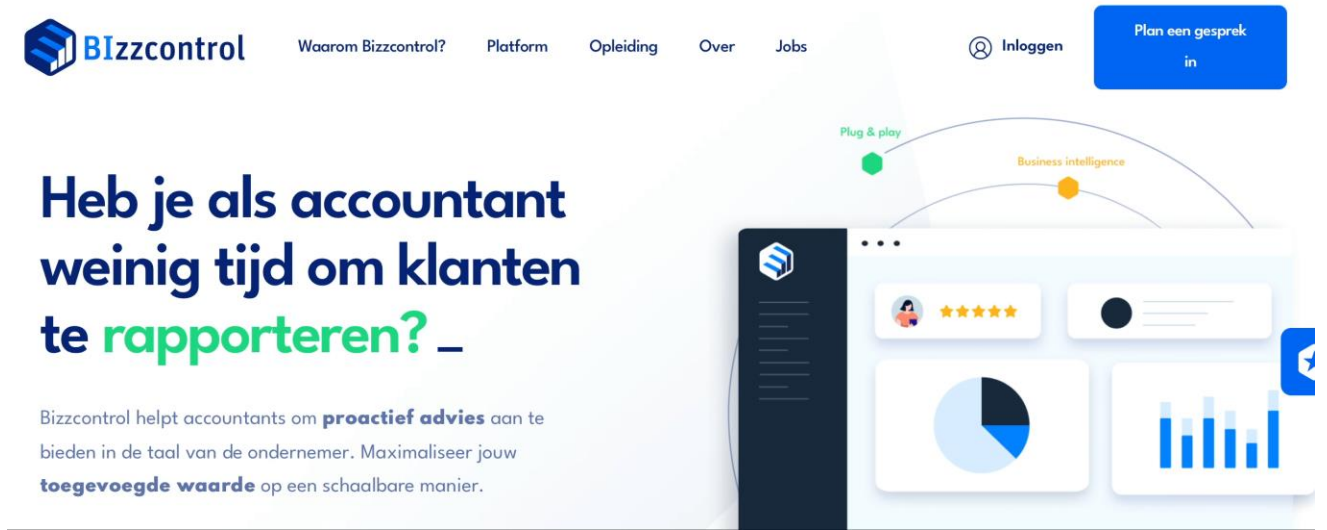 BIzzcontrol
Waarom Bizzcontrol?
Platform
Opleiding
Over
Jobs
Inloggen
Plan een gesprek
in
Plug & play
Business intelligence
Heb je als accountant
weinig tijd om klanten
te rapporteren? _
Bizzcontrol helpt accountants om proactief advies aan te
bieden in de taal van de ondernemer. Maximaliseer jouw
toegevoegde waarde op een schaalbare manier.